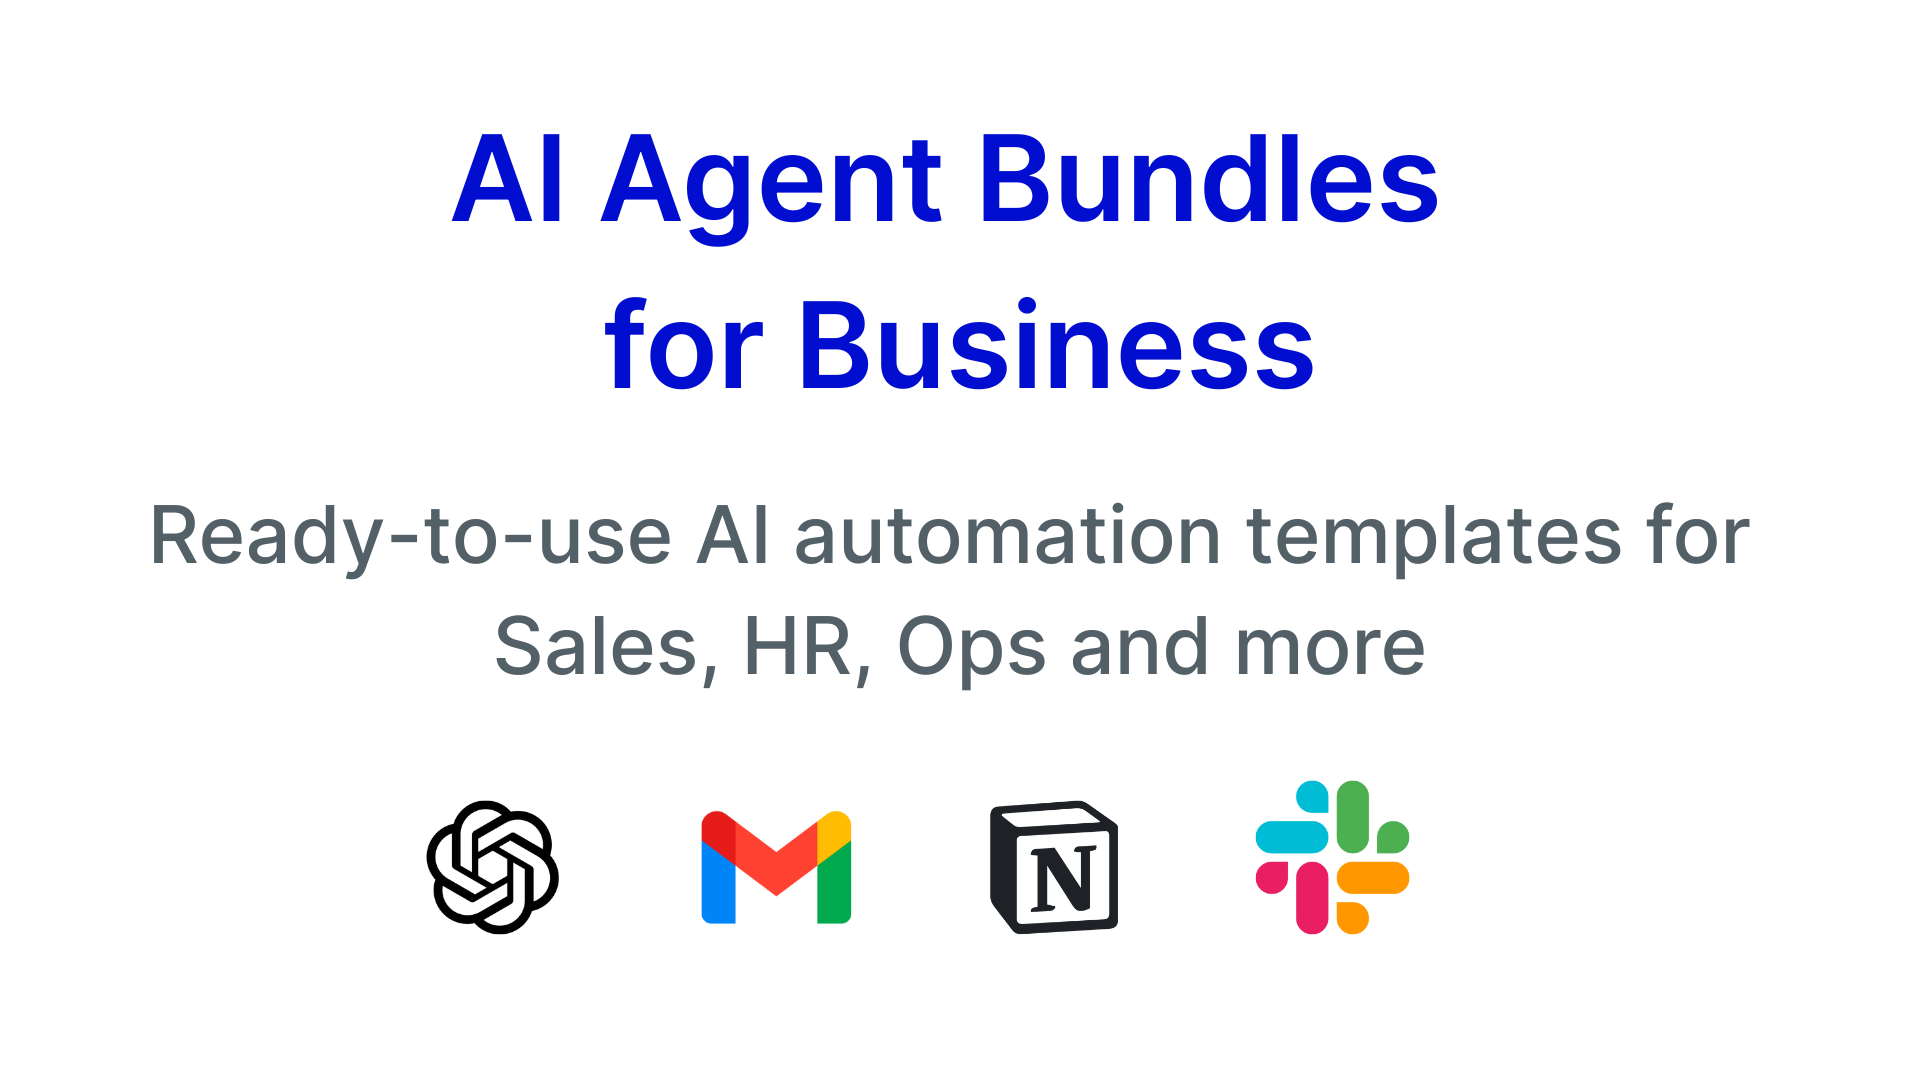 AI Agent Bundles
for Business
Ready-to-use AI automation templates for
Sales, HR, Ops and more
N